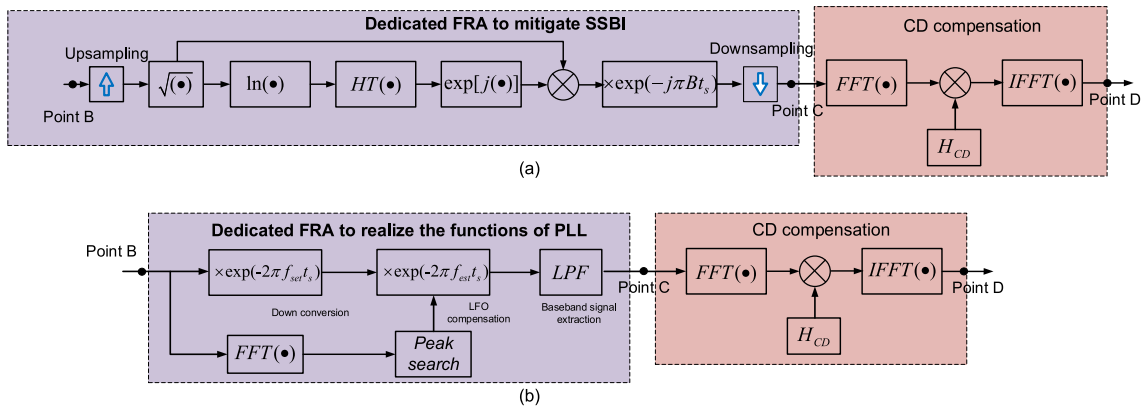 Dedicated FRA to mitigate SSBI
CD compensation
Upsampling
Downsampling
Point B
√(•)
ln(•)
HT(•)
exp[j(•)]
×exp(-jπBt_s)
Point C
FFT(•)
IFFT(•)
Point D
H_CD
(a)
Dedicated FRA to realize the functions of PLL
CD compensation
Point B
×exp(-2πf_set t_s)
Down conversion
×exp(-2πf_est t_s)
LFO
compensation
LPF
Baseband signal
extraction
FFT(•)
Peak
search
Point C
FFT(•)
IFFT(•)
Point D
H_CD
(b)